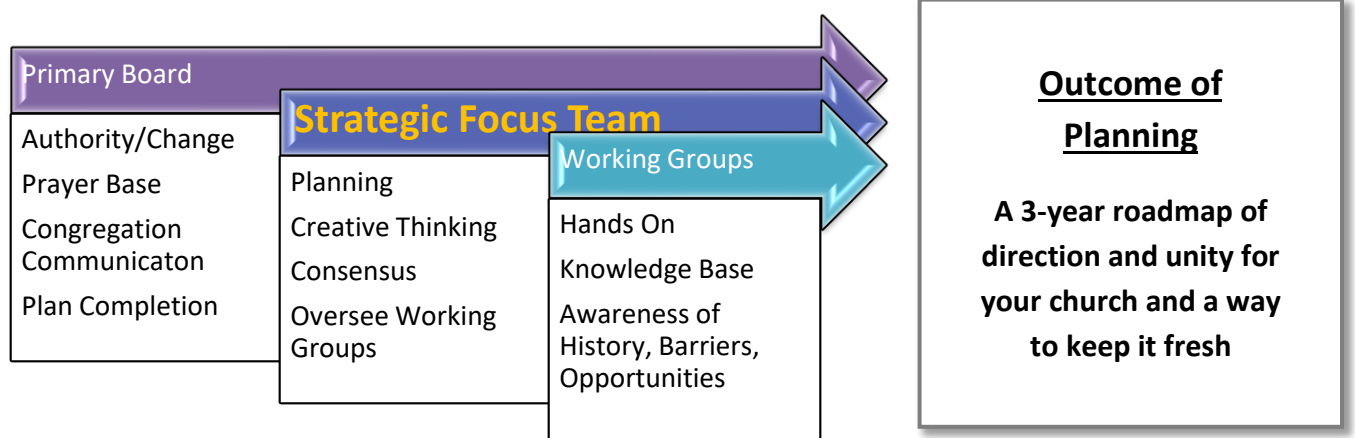 Primary Board
Authority/Change
Prayer Base
Congregation
Communicaton
Plan Completion
Strategic Focus Team
Planning
Creative Thinking
Consensus
Oversee Working
Groups
Working Groups
Hands On
Knowledge Base
Awareness of
History, Barriers,
Opportunities
Outcome of
Planning
A 3-year roadmap of
direction and unity for
your church and a way
to keep it fresh